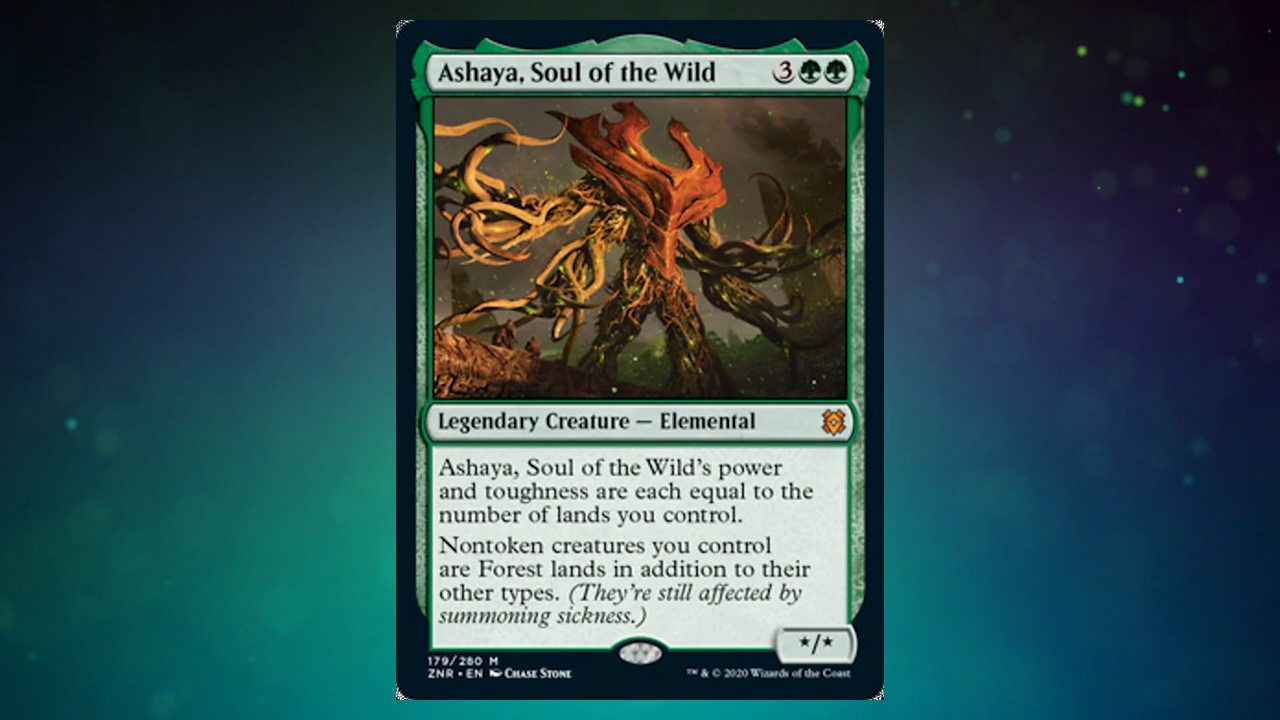 Ashaya, Soul of the Wild 3
Legendary Creature — Elemental
Ashaya, Soul of the Wild's power
and toughness are each equal to the
number of lands you control.
Nontoken creatures you control
are Forest lands in addition to their
other types. (They're still affected by
summoning sickness.)
*/*
179/280 M
ZNR • EN Chase Stone
™ & © 2020 Wizards of the Coast